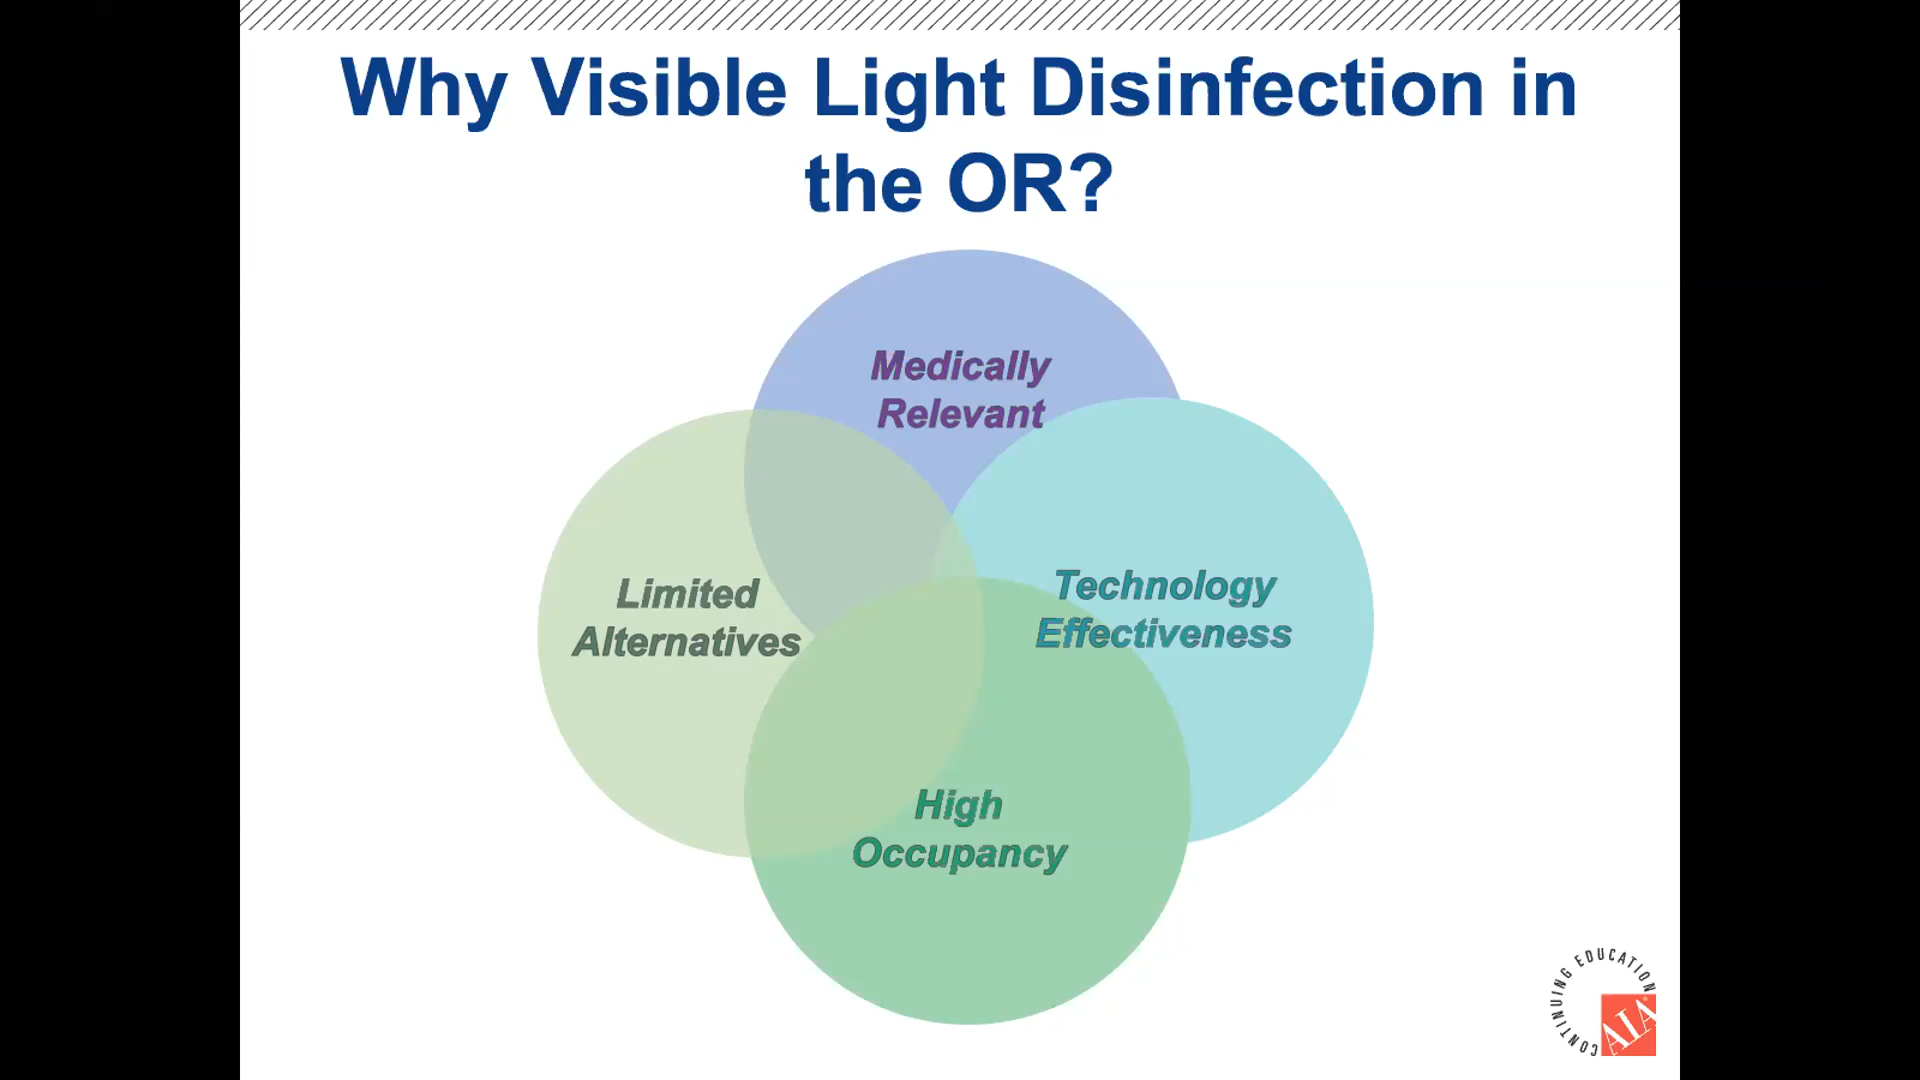 Why Visible Light Disinfection in
the OR?
Medically
Relevant
Limited
Alternatives
Technology
Effectiveness
High
Occupancy
CONTINUING EDUCATION
AIA